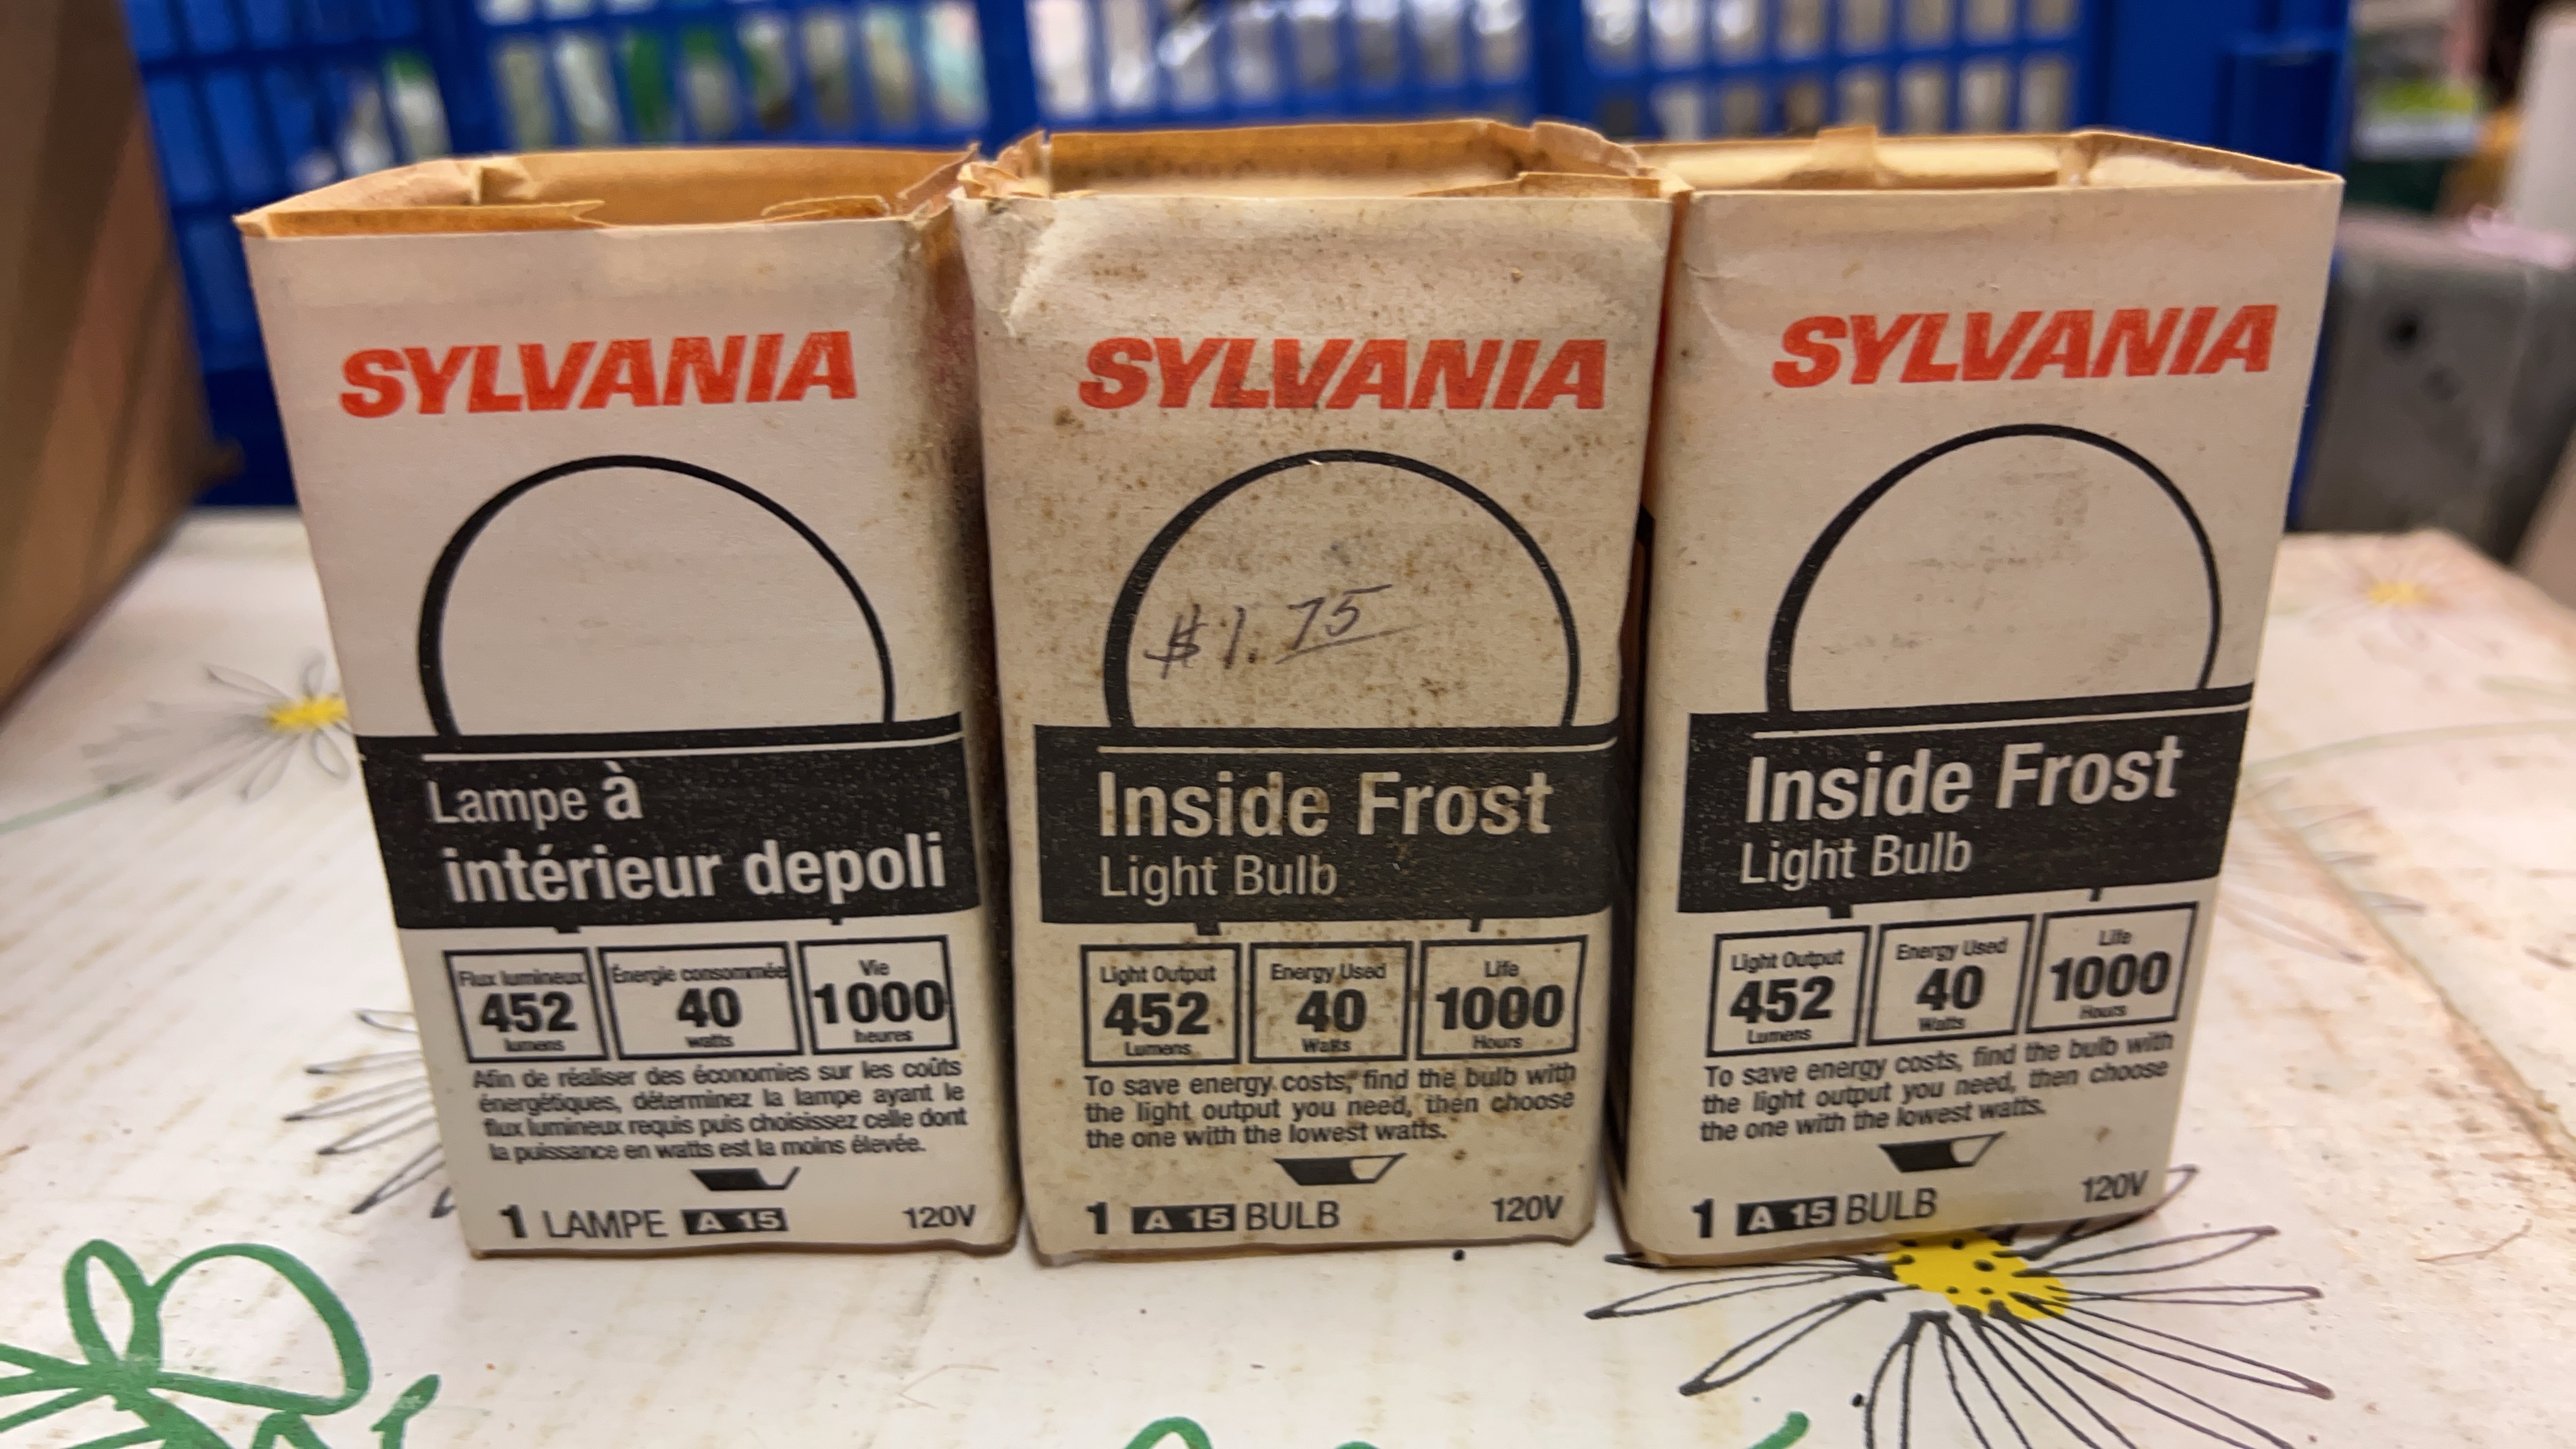 SYLVANIA
Lampe à
intérieur depoli
Flux lumineux
452
lumens
Énergie consommée
40
watts
Vie
1000
heures
Afin de réaliser des économies sur les coûts
énergétiques, déterminez la lampe ayant le
flux lumineux requis puis choisissez celle dont
la puissance en watts est la moins élevée.
1 LAMPE A 15 120V
SYLVANIA
$1.75
Inside Frost
Light Bulb
Light Output
452
Lumens
Energy Used
40
Watts
Life
1000
Hours
To save energy costs, find the bulb with
the light output you need, then choose
the one with the lowest watts.
1 A 15 BULB 120V
SYLVANIA
Inside Frost
Light Bulb
Light Output
452
Lumens
Energy Used
40
Watts
Life
1000
Hours
To save energy costs, find the bulb with
the light output you need, then choose
the one with the lowest watts.
1 A 15 BULB 120V